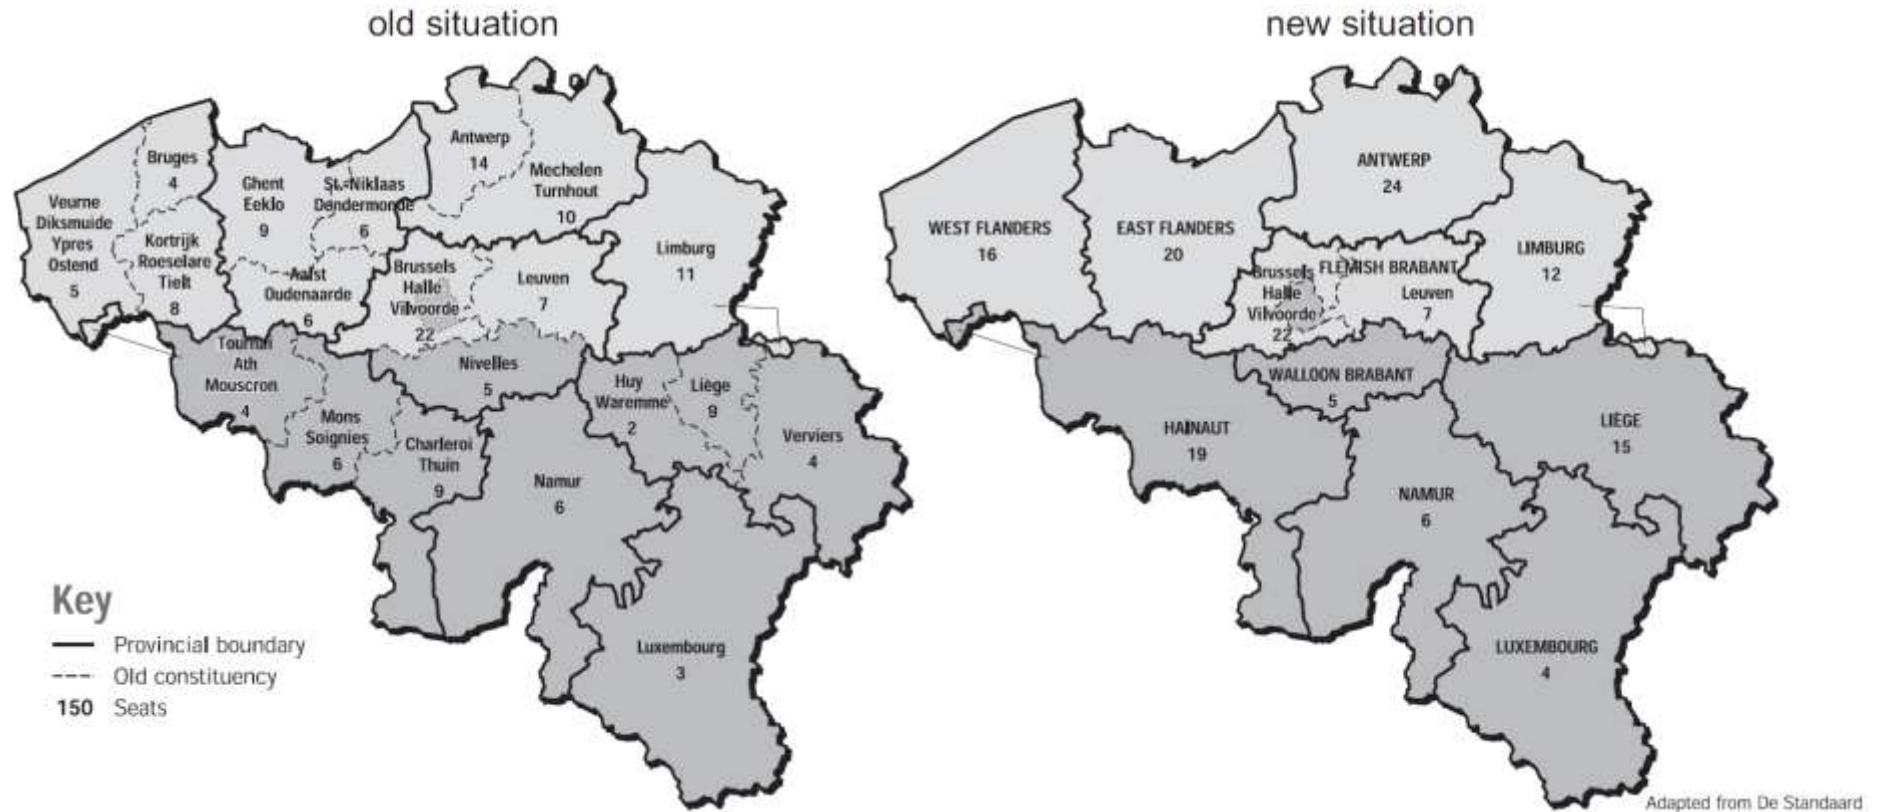 old situation
Bruges
4
Veurne
Diksmuide
Ypres
Ostend
5
Kortrijk
Roeselare
Tielt
8
Ghent
Eeklo
9
St.-Niklaas
Dendermonde
6
Aalst
Oudenaarde
6
Antwerp
14
Mechelen
Turnhout
10
Brussels
Halle
Vilvoorde
22
Leuven
7
Limburg
11
Tournai
Ath
Mouscron
4
Mons
Soignies
6
Charleroi
Thuin
9
Nivelles
5
Huy
Waremme
2
Liège
9
Verviers
4
Namur
6
Luxembourg
3
Key
Provincial boundary
Old constituency
150 Seats
new situation
WEST FLANDERS
16
EAST FLANDERS
20
ANTWERP
24
Brussels
Halle
Vilvoorde
22
FLEMISH BRABANT
Leuven
7
LIMBURG
12
WALLOON BRABANT
5
HAINAUT
19
LIÈGE
15
NAMUR
6
LUXEMBOURG
4
Adapted from De Standaard